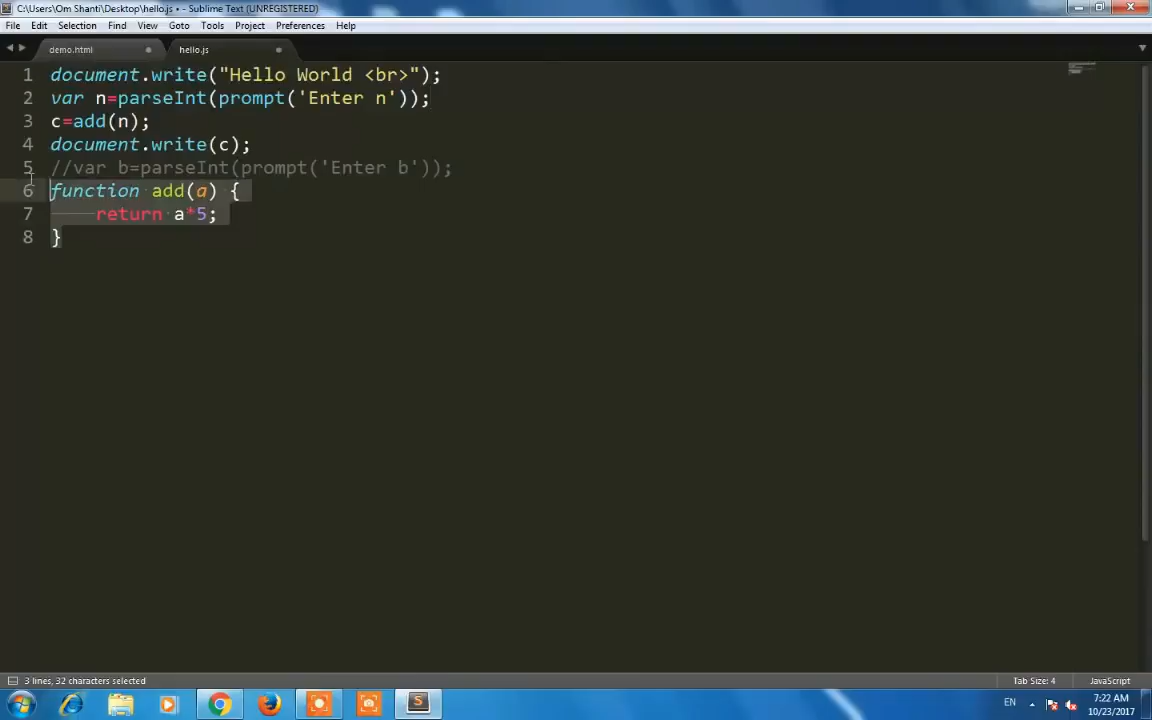 C:\Users\Om Shanti\Desktop\hello.js • - Sublime Text (UNREGISTERED)
File Edit Selection Find View Goto Tools Project Preferences Help
demo.html hello.js
1 document.write("Hello World <br>");
2 var n=parseInt(prompt('Enter n'));
3 c=add(n);
4 document.write(c);
5 //var b=parseInt(prompt('Enter b'));
6 function add(a) {
7 return a*5;
8 }
3 lines, 32 characters selected Tab Size: 4 JavaScript
EN 7:22 AM
10/23/2017